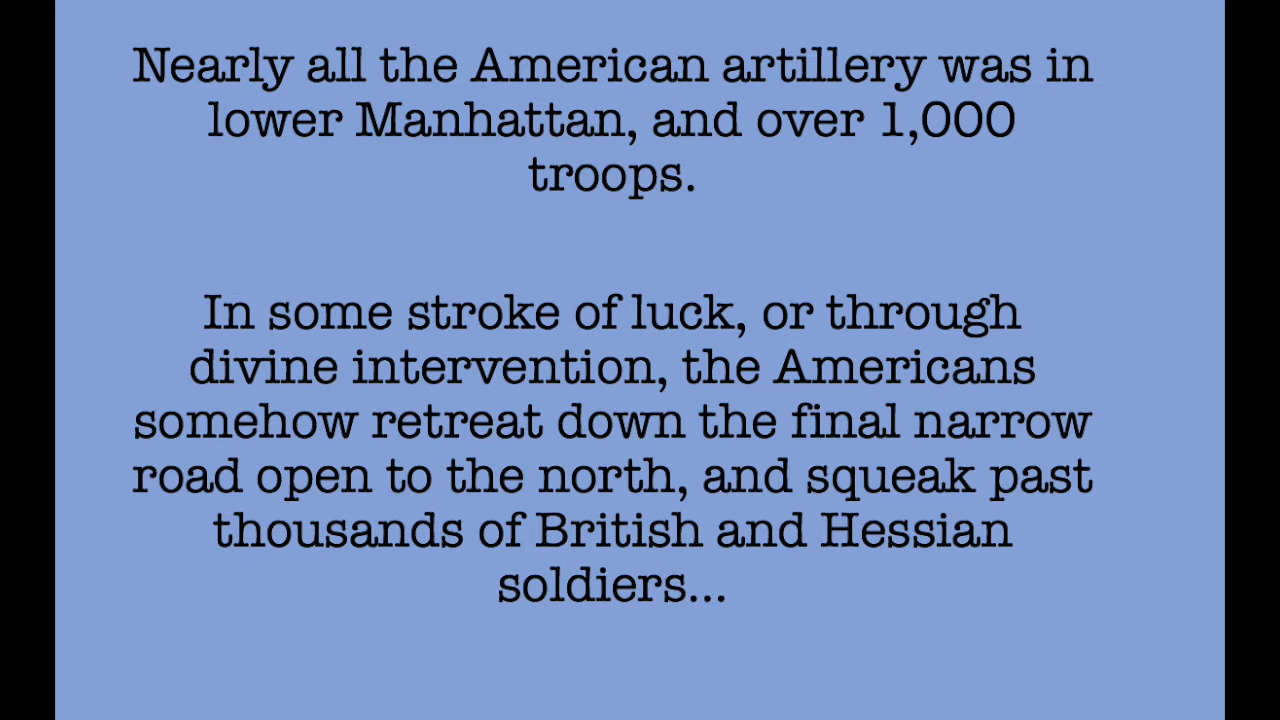 Nearly all the American artillery was in
lower Manhattan, and over 1,000
troops.
In some stroke of luck, or through
divine intervention, the Americans
somehow retreat down the final narrow
road open to the north, and squeak past
thousands of British and Hessian
soldiers...